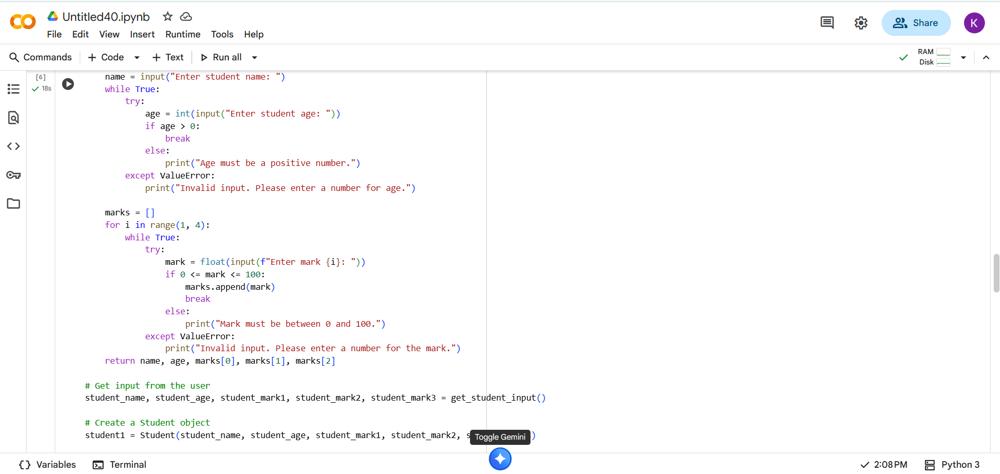 Untitled40.ipynb
File Edit View Insert Runtime Tools Help
Share
K
Commands + Code + Text Run all
RAM
Disk
[6]
18s
    name = input("Enter student name: ")
    while True:
        try:
            age = int(input("Enter student age: "))
            if age > 0:
                break
            else:
                print("Age must be a positive number.")
        except ValueError:
            print("Invalid input. Please enter a number for age.")
    marks = []
    for i in range(1, 4):
        while True:
            try:
                mark = float(input(f"Enter mark {i}: "))
                if 0 <= mark <= 100:
                    marks.append(mark)
                    break
                else:
                    print("Mark must be between 0 and 100.")
            except ValueError:
                print("Invalid input. Please enter a number for the mark.")
    return name, age, marks[0], marks[1], marks[2]
# Get input from the user
student_name, student_age, student_mark1, student_mark2, student_mark3 = get_student_input()
# Create a Student object
student1 = Student(student_name, student_age, student_mark1, student_mark2, s )
Toggle Gemini
{} Variables Terminal
2:08 PM Python 3